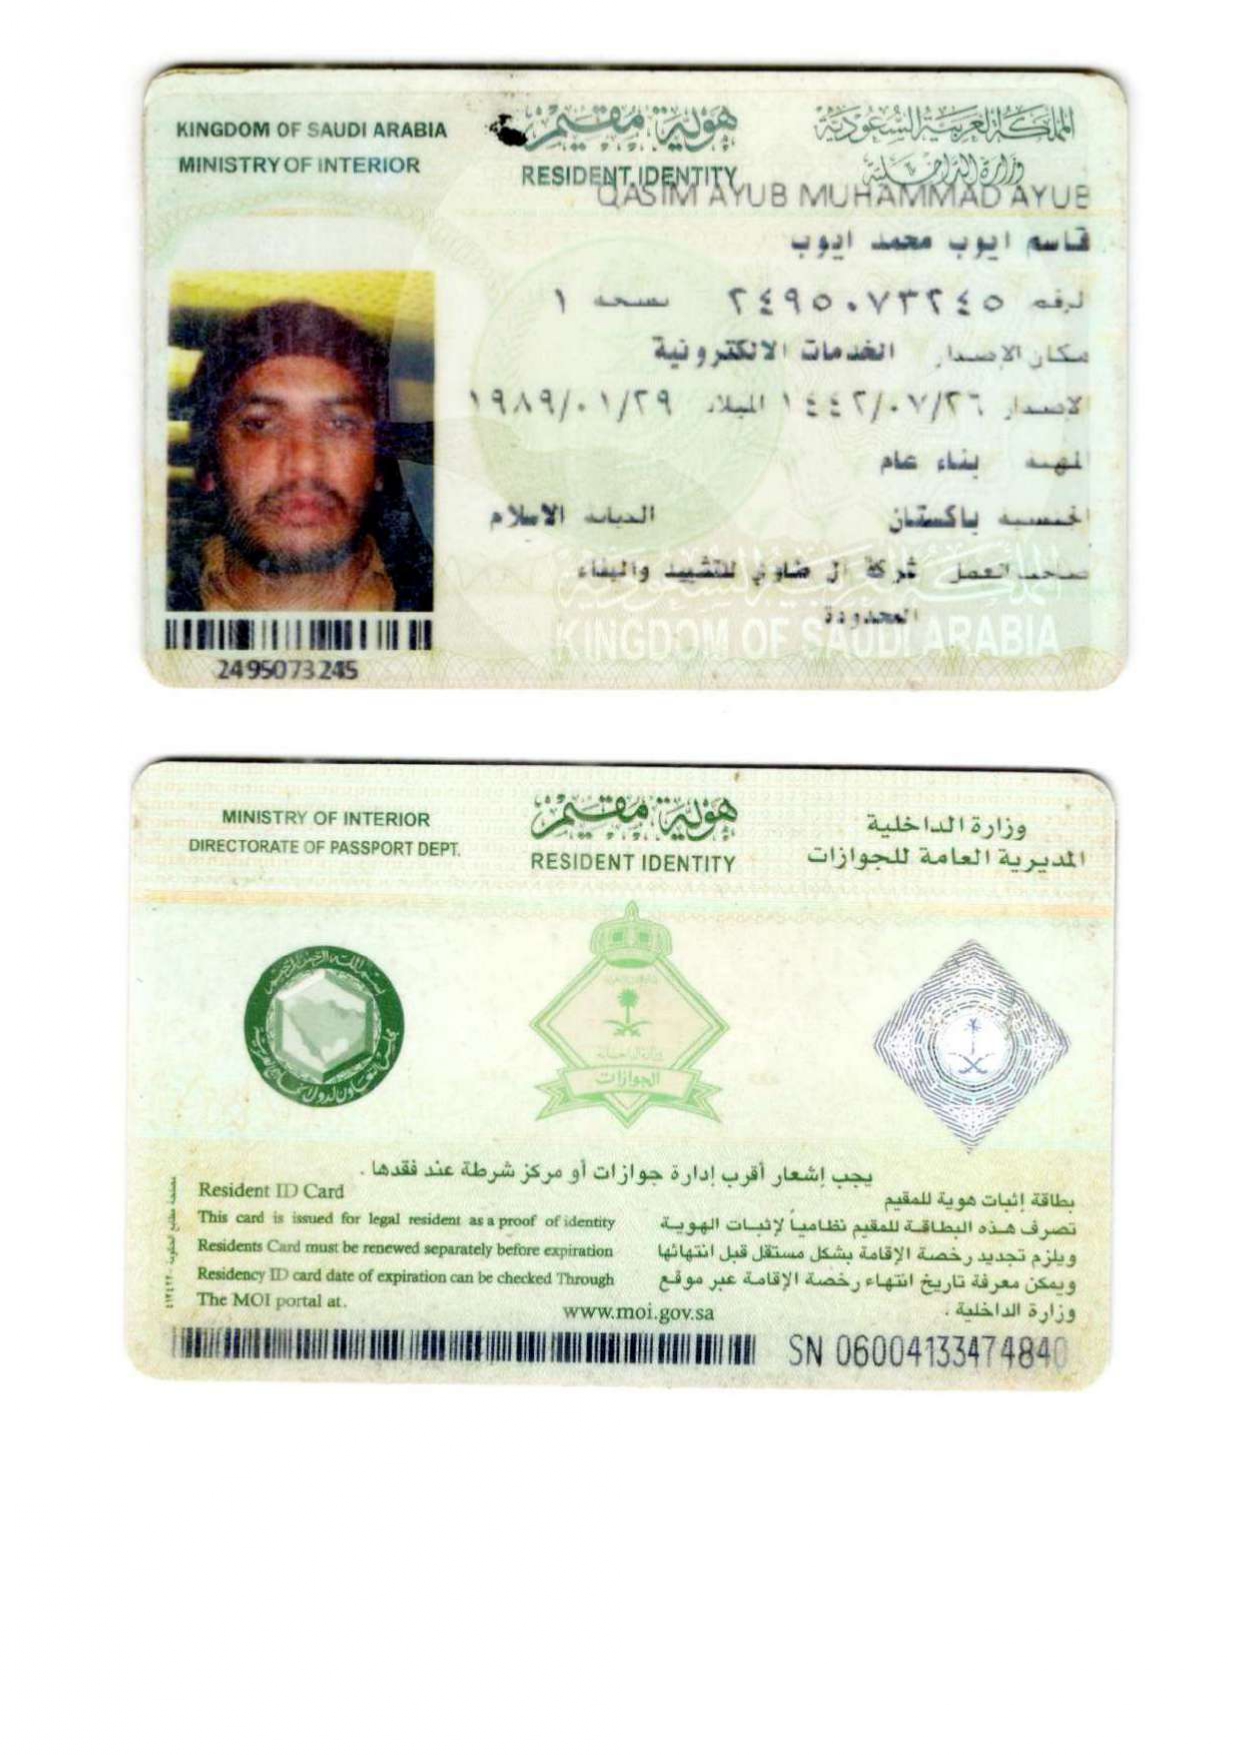 KINGDOM OF SAUDI ARABIA
MINISTRY OF INTERIOR
هوية مقيم
RESIDENT IDENTITY
المملكة العربية السعودية
وزارة الداخلية
QASIM AYUB MUHAMMAD AYUB
قاسم ايوب محمد ايوب
الرقم ٢٤٩٥٠٧٣٢٤٥ نسخة ١
مكان الإصدار الخدمات الالكترونية
الاصدار ١٤٤٢/٠٧/٢٦ الميلاد ١٩٨٩/٠١/٢٩
المهنة بناء عام
الجنسية باكستان الديانة الاسلام
صاحب العمل شركة ال ضاوي للتشييد والبناء
المحدودة
المملكة العربية السعودية
KINGDOM OF SAUDI ARABIA
2495073245
MINISTRY OF INTERIOR
DIRECTORATE OF PASSPORT DEPT.
هوية مقيم
RESIDENT IDENTITY
وزارة الداخلية
المديرية العامة للجوازات
الجوازات
يجب إشعار أقرب إدارة جوازات أو مركز شرطة عند فقدها .
Resident ID Card
This card is issued for legal resident as a proof of identity
Residents Card must be renewed separately before expiration
Residency ID card date of expiration can be checked Through
The MOI portal at.
www.moi.gov.sa
بطاقة إثبات هوية للمقيم
تصرف هذه البطاقة للمقيم نظامياً لإثبات الهوية
ويلزم تجديد رخصة الإقامة بشكل مستقل قبل انتهائها
ويمكن معرفة تاريخ انتهاء رخصة الإقامة عبر موقع
وزارة الداخلية .
SN 06004133474840